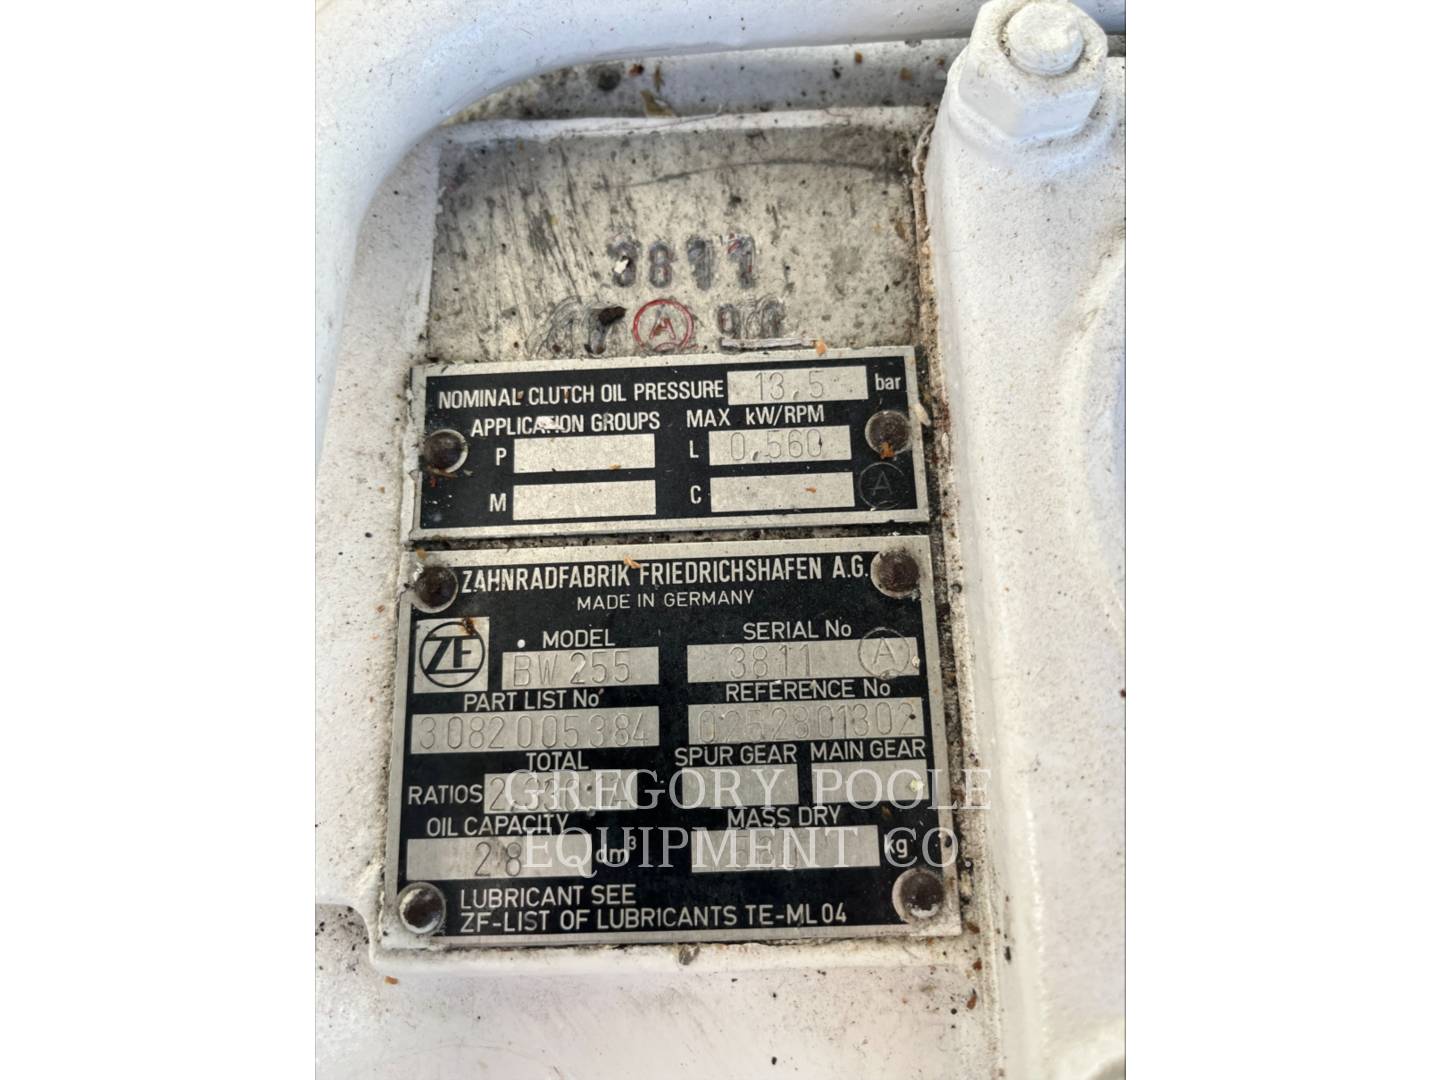 3811
A
NOMINAL CLUTCH OIL PRESSURE 13,5 bar
APPLICATION GROUPS MAX kW/RPM
P L 0,560
M C A
ZAHNRADFABRIK FRIEDRICHSHAFEN A.G.
MADE IN GERMANY
ZF MODEL SERIAL No
BW 255 3811 A
PART LIST No REFERENCE No
3082 005 384 0252801302
TOTAL SPUR GEAR MAIN GEAR
RATIOS
OIL CAPACITY MASS DRY
28 dm³ kg
LUBRICANT SEE
ZF-LIST OF LUBRICANTS TE-ML 04
GREGORY POOLE
EQUIPMENT CO.